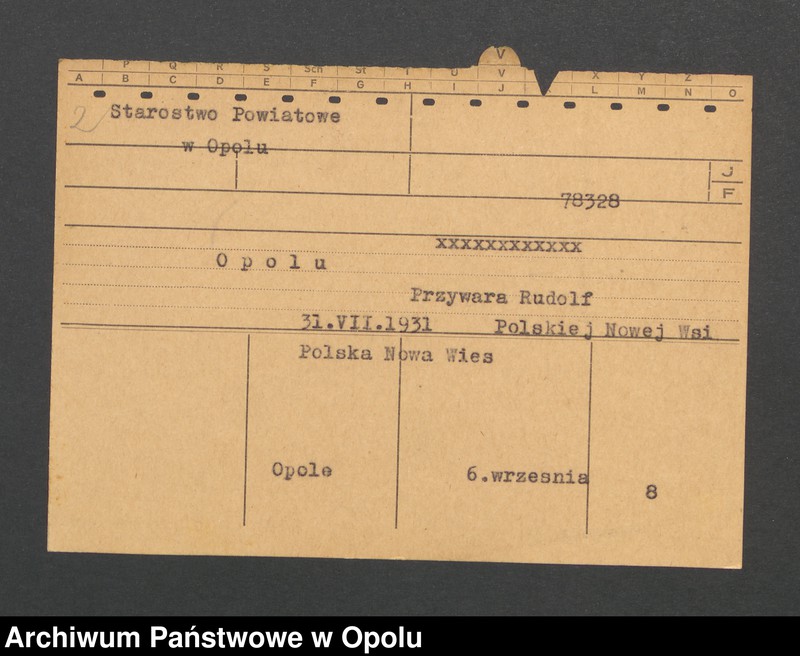 P Q R S Sch St T U V V X Y Z
A B C D E F G H I J L M N O
2 Starostwo Powiatowe
w Opolu
J
F
78328
xxxxxxxxxxxx
O p o l u
Przywara Rudolf
31.VII.1931 Polskiej Nowej Wsi
Polska Nowa Wies
Opole 6.wrzesnia 8
Archiwum Państwowe w Opolu